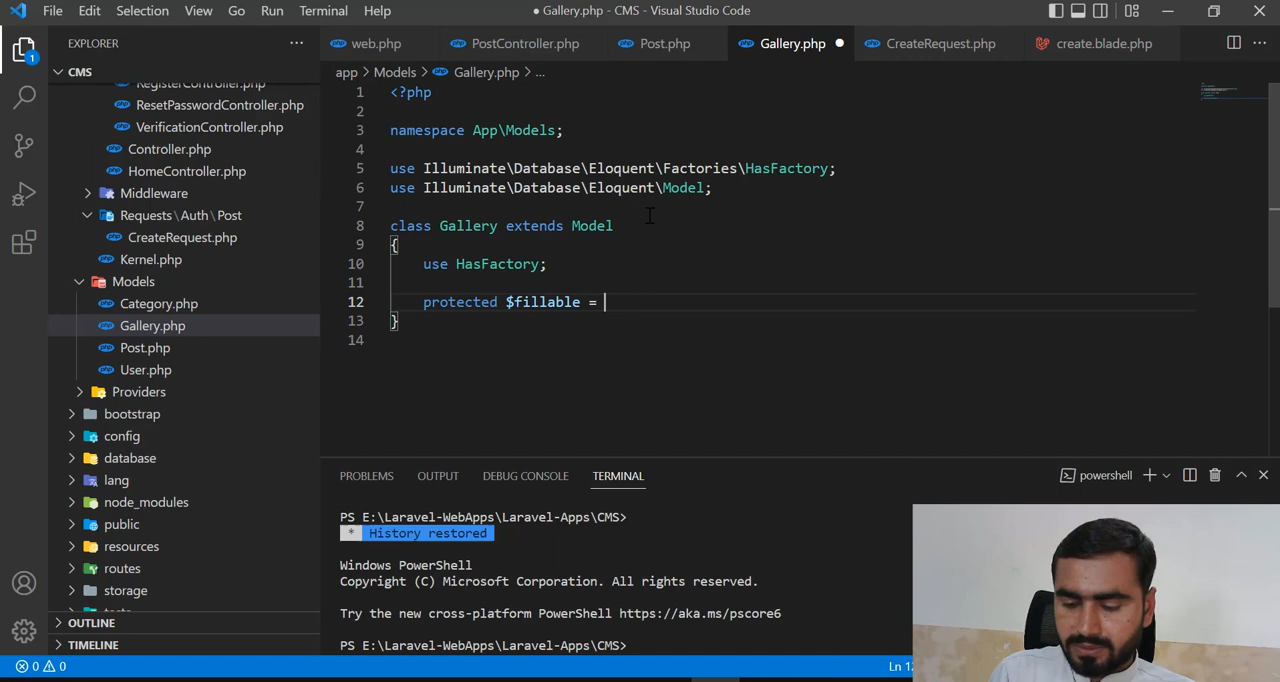 File Edit Selection View Go Run Terminal Help
● Gallery.php - CMS - Visual Studio Code
EXPLORER
web.php PostController.php Post.php Gallery.php ● CreateRequest.php create.blade.php
CMS
app > Models > Gallery.php > ...
RegisterController.php
ResetPasswordController.php
VerificationController.php
Controller.php
HomeController.php
Middleware
Requests\Auth\Post
CreateRequest.php
Kernel.php
Models
Category.php
Gallery.php
Post.php
User.php
Providers
bootstrap
config
database
lang
node_modules
public
resources
routes
storage
tests
OUTLINE
TIMELINE
1 <?php
2
3 namespace App\Models;
4
5 use Illuminate\Database\Eloquent\Factories\HasFactory;
6 use Illuminate\Database\Eloquent\Model;
7
8 class Gallery extends Model
9 {
10 use HasFactory;
11
12 protected $fillable =
13 }
14
PROBLEMS OUTPUT DEBUG CONSOLE TERMINAL
powershell
PS E:\Laravel-WebApps\Laravel-Apps\CMS>
* History restored
Windows PowerShell
Copyright (C) Microsoft Corporation. All rights reserved.
Try the new cross-platform PowerShell https://aka.ms/pscore6
PS E:\Laravel-WebApps\Laravel-Apps\CMS>
1
0 0
Ln